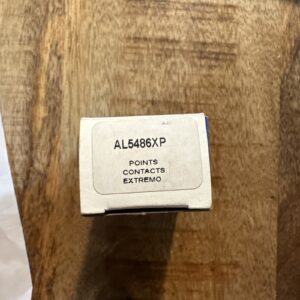 AL5486XP
POINTS
CONTACTS
EXTREMO